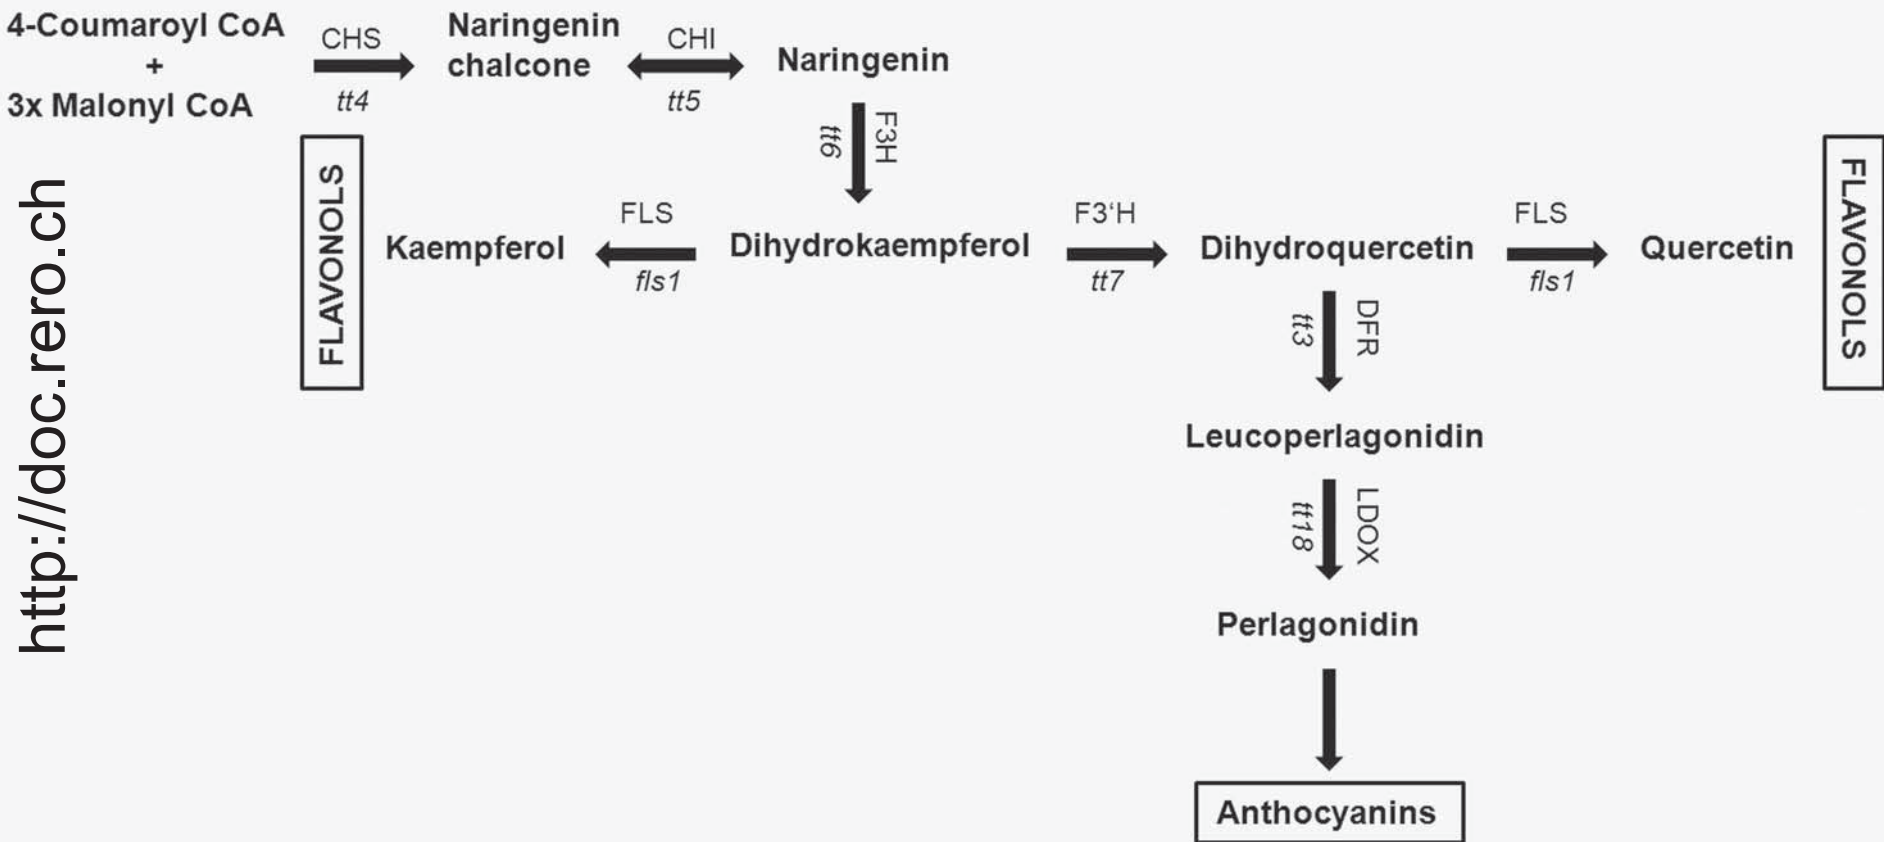 4-Coumaroyl CoA
+
3x Malonyl CoA
CHS
tt4
Naringenin
chalcone
CHI
tt5
Naringenin
F3H
tt6
FLAVONOLS
Kaempferol
FLS
fls1
Dihydrokaempferol
F3‘H
tt7
Dihydroquercetin
FLS
fls1
Quercetin
FLAVONOLS
DFR
tt3
Leucoperlagonidin
LDOX
tt18
Perlagonidin
Anthocyanins
http://doc.rero.ch